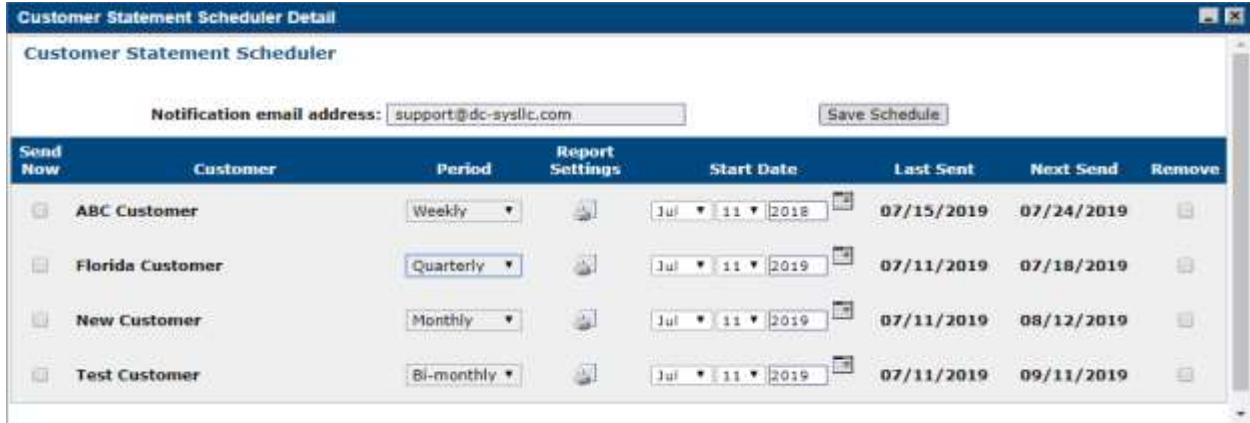 Customer Statement Scheduler Detail
Customer Statement Scheduler
Notification email address: support@dc-sysllc.com Save Schedule
Send Now Customer Period Report Settings Start Date Last Sent Next Send Remove
ABC Customer Weekly Jul 11 2018 07/15/2019 07/24/2019
Florida Customer Quarterly Jul 11 2019 07/11/2019 07/18/2019
New Customer Monthly Jul 11 2019 07/11/2019 08/12/2019
Test Customer Bi-monthly Jul 11 2019 07/11/2019 09/11/2019